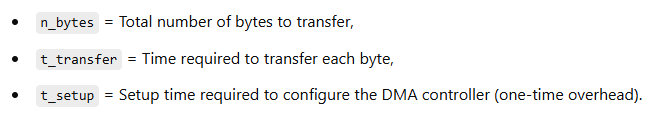 • n_bytes = Total number of bytes to transfer,
• t_transfer = Time required to transfer each byte,
• t_setup = Setup time required to configure the DMA controller (one-time overhead).